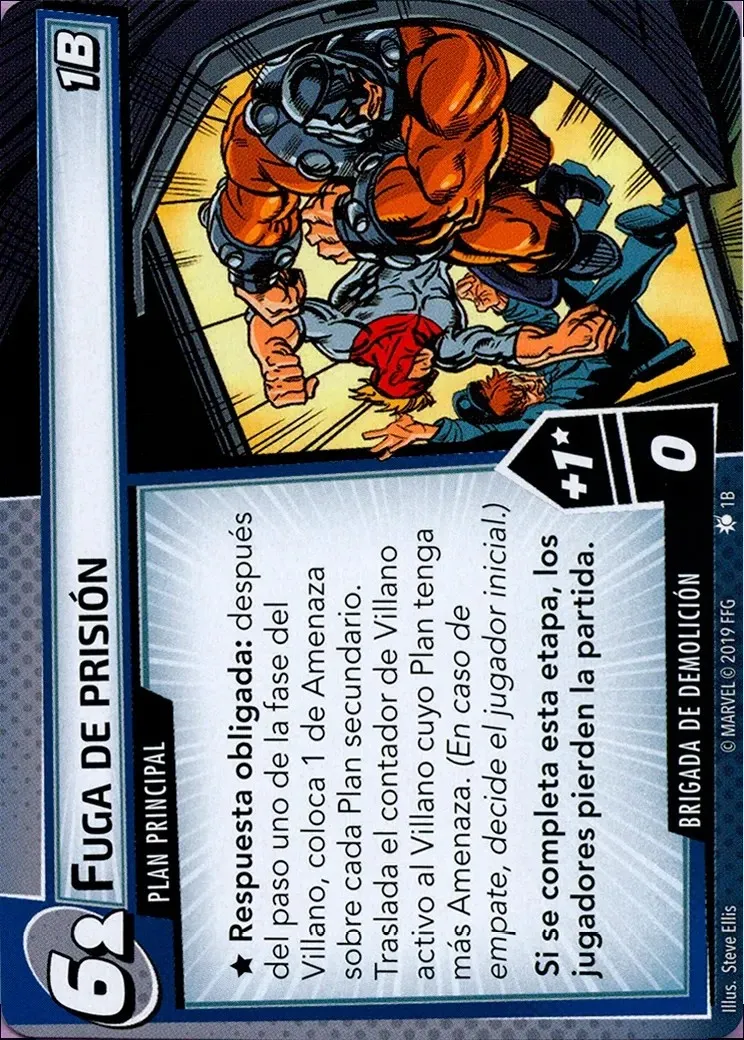 6
FUGA DE PRISIÓN
1B
PLAN PRINCIPAL
★ Respuesta obligada: después
del paso uno de la fase del
Villano, coloca 1 de Amenaza
sobre cada Plan secundario.
Traslada el contador de Villano
activo al Villano cuyo Plan tenga
más Amenaza. (En caso de
empate, decide el jugador inicial.)
Si se completa esta etapa, los
jugadores pierden la partida.
+1★
0
BRIGADA DE DEMOLICIÓN
Illus. Steve Ellis
© MARVEL © 2019 FFG
1B